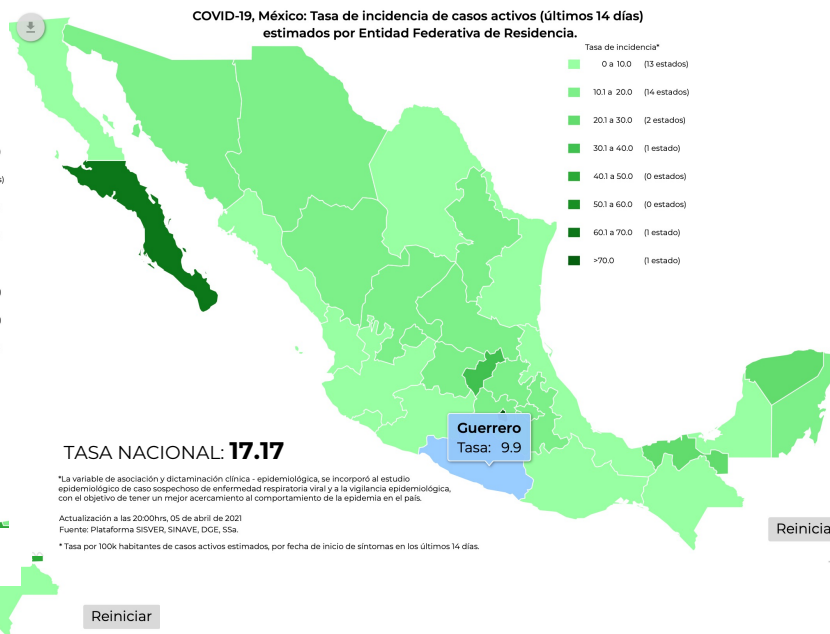 COVID-19, México: Tasa de incidencia de casos activos (últimos 14 días)
estimados por Entidad Federativa de Residencia.
Tasa de incidencia*
0 a 10.0 (13 estados)
10.1 a 20.0 (14 estados)
20.1 a 30.0 (2 estados)
30.1 a 40.0 (1 estado)
40.1 a 50.0 (0 estados)
50.1 a 60.0 (0 estados)
60.1 a 70.0 (1 estado)
>70.0 (1 estado)
Guerrero
Tasa: 9.9
TASA NACIONAL: 17.17
*La variable de asociación y dictaminación clínica - epidemiológica, se incorporó al estudio
epidemiológico de caso sospechoso de enfermedad respiratoria viral y a la vigilancia epidemiológica,
con el objetivo de tener un mejor acercamiento al comportamiento de la epidemia en el país.
Actualización a las 20:00hrs, 05 de abril de 2021
Fuente: Plataforma SISVER, SINAVE, DGE, SSa.
* Tasa por 100k habitantes de casos activos estimados, por fecha de inicio de síntomas en los últimos 14 días.
Reinicia
Reiniciar